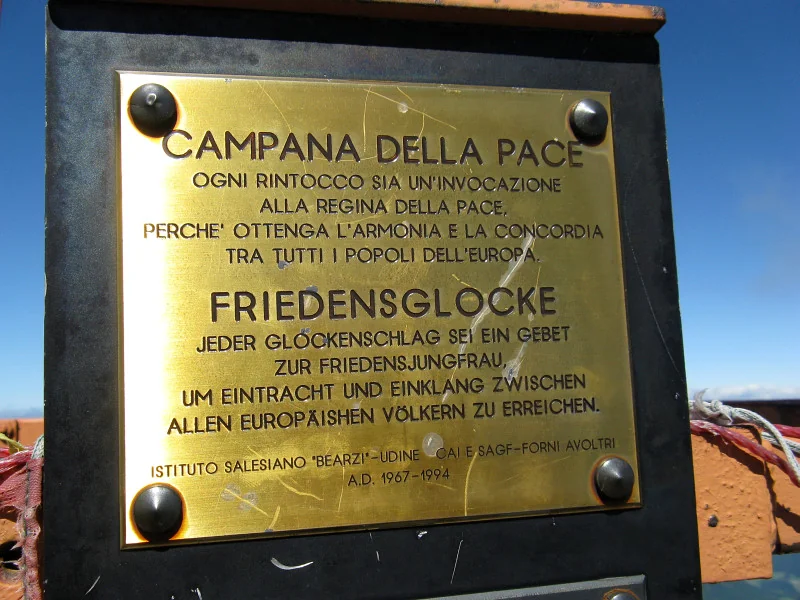 CAMPANA DELLA PACE
OGNI RINTOCCO SIA UN'INVOCAZIONE
ALLA REGINA DELLA PACE,
PERCHE' OTTENGA L'ARMONIA E LA CONCORDIA
TRA TUTTI I POPOLI DELL'EUROPA.
FRIEDENSGLOCKE
JEDER GLOCKENSCHLAG SEI EIN GEBET
ZUR FRIEDENSJUNGFRAU,
UM EINTRACHT UND EINKLANG ZWISCHEN
ALLEN EUROPÄISHEN VÖLKERN ZU ERREICHEN.
ISTITUTO SALESIANO "BEARZI"-UDINE CAI E SAGF-FORNI AVOLTRI
A.D. 1967-1994